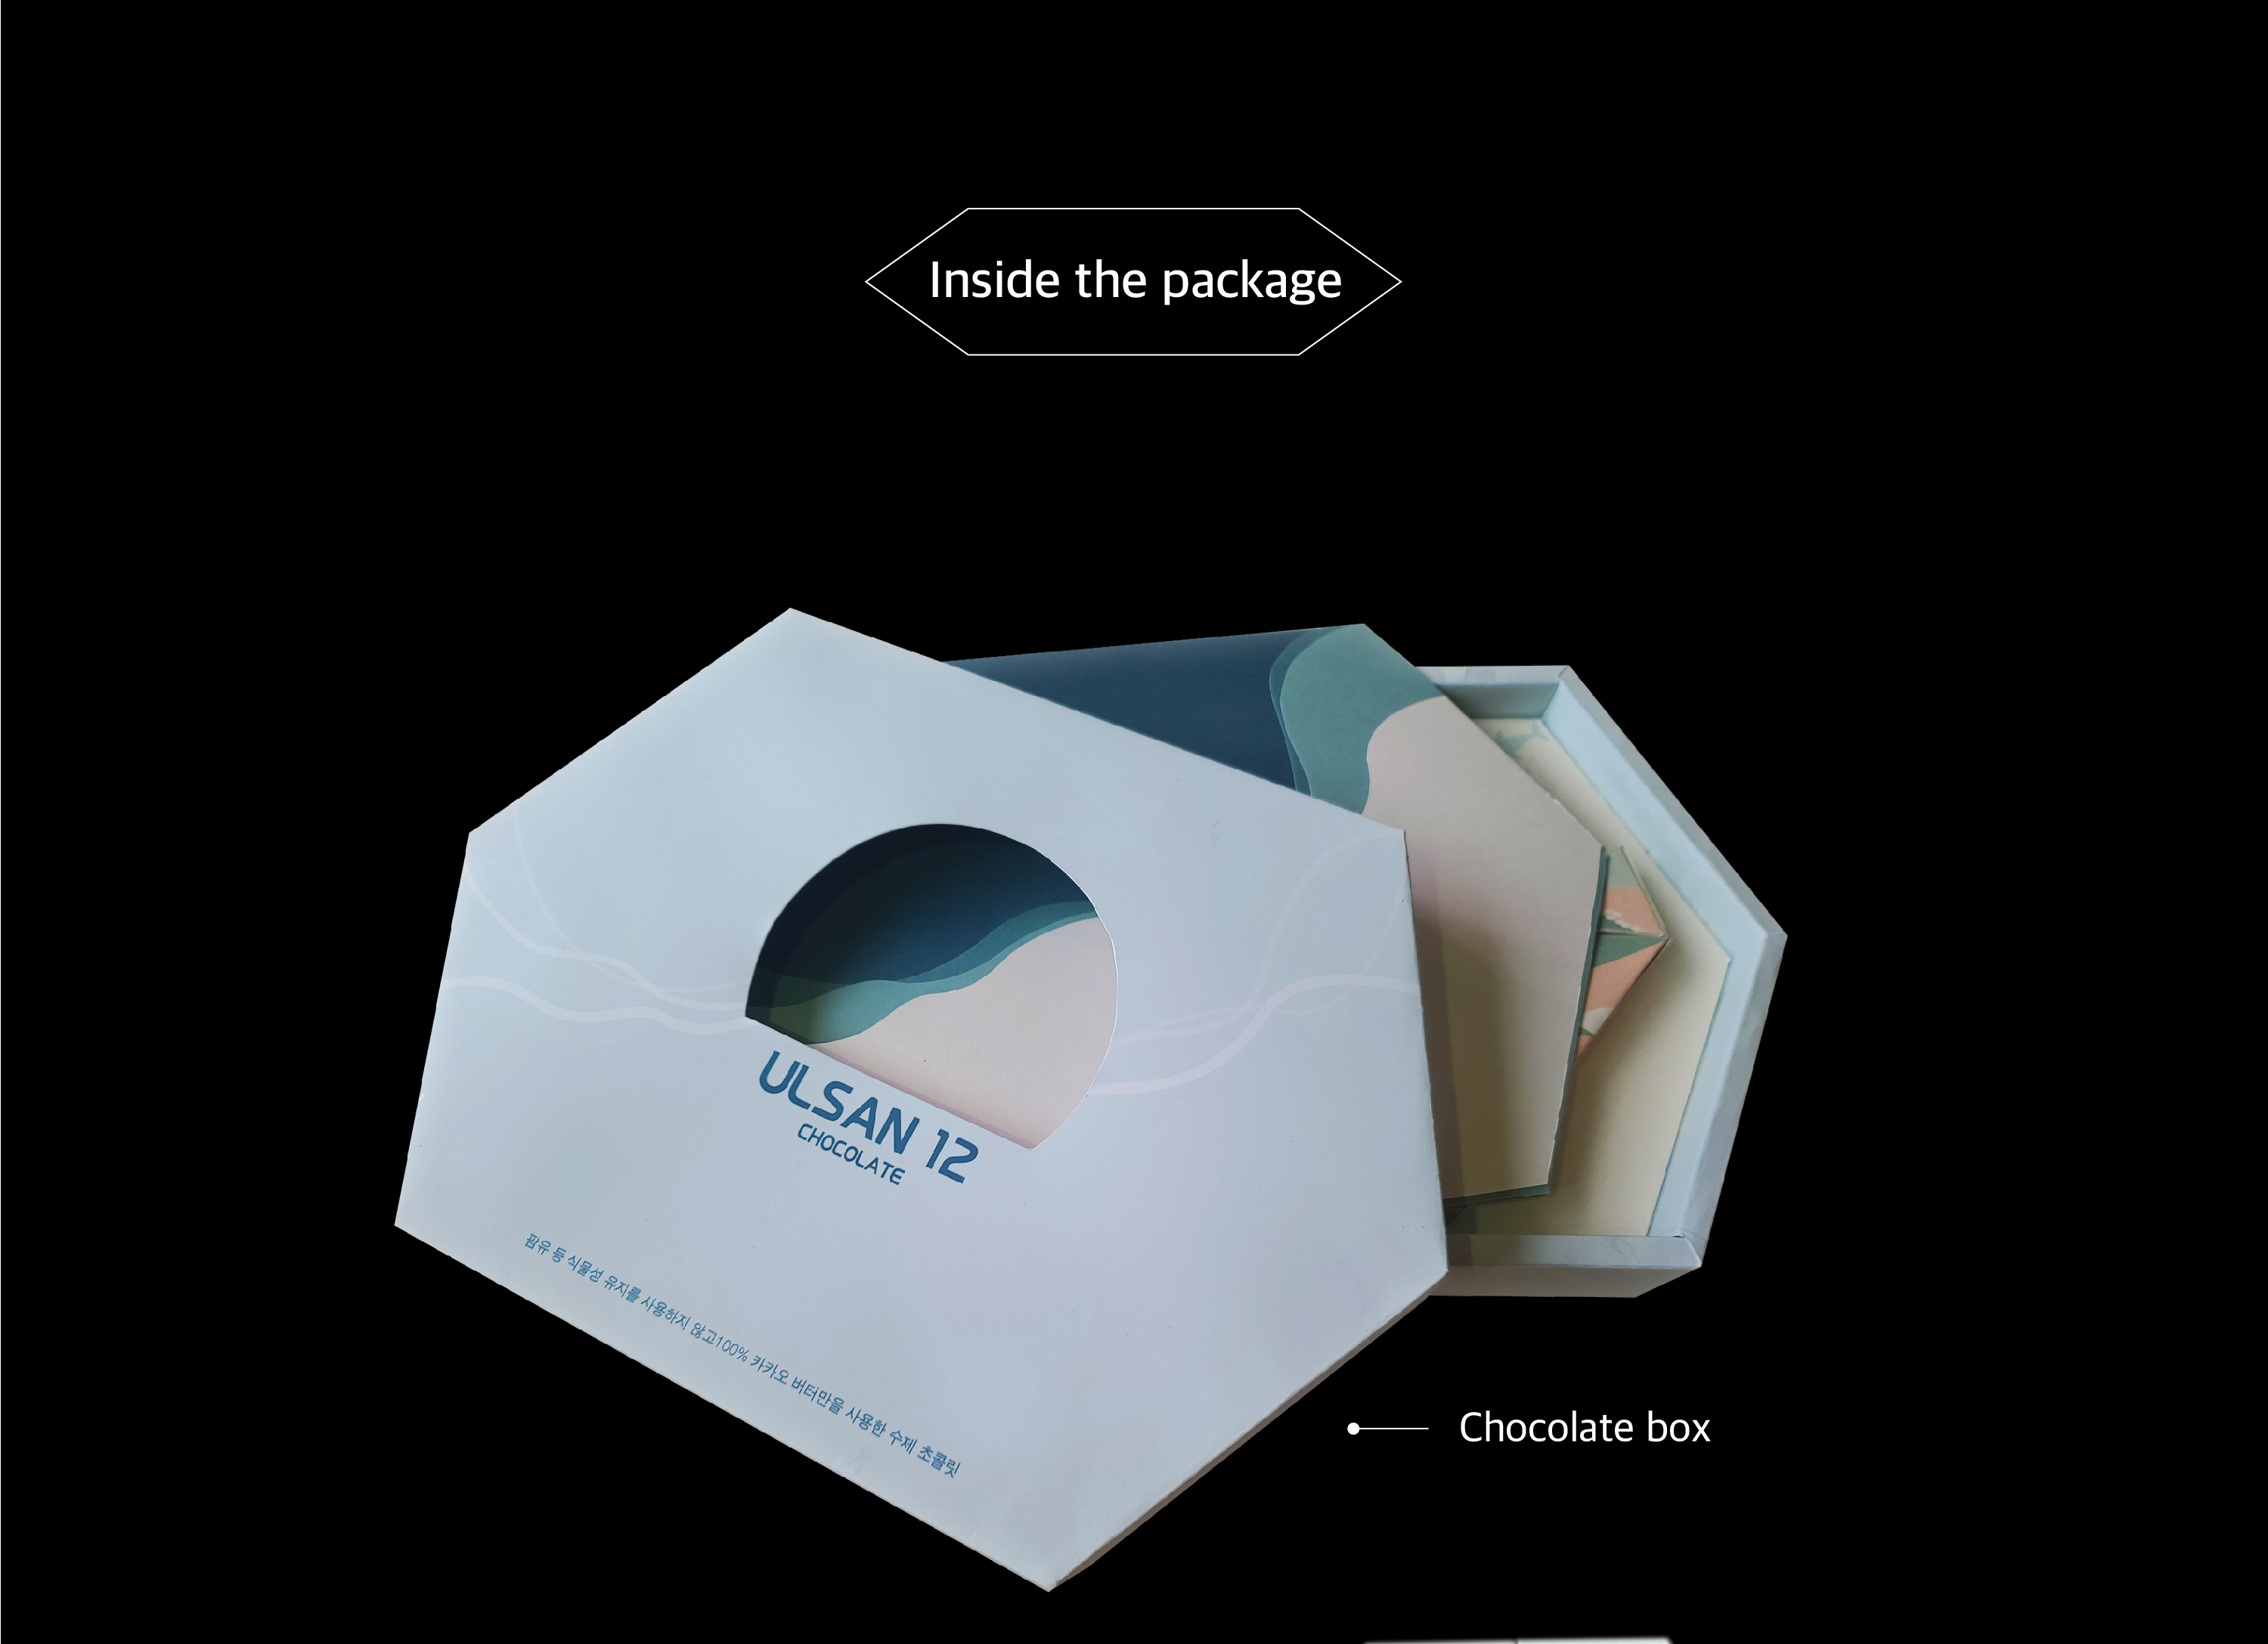 Inside the package
ULSAN 12
CHOCOLATE
팜유 등 식물성 유지를 사용하지 않고100% 카카오 버터만을 사용한 수제 초콜릿
Chocolate box